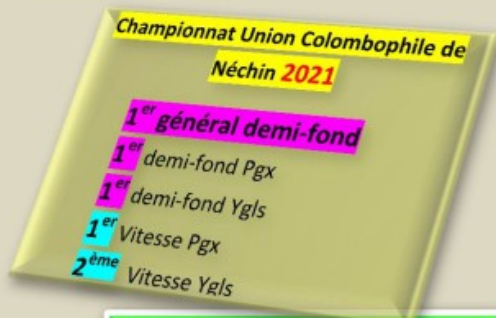 Championnat Union Colombophile de
Néchin 2021
1er général demi-fond
1er demi-fond Pgx
1er demi-fond Ygls
1er Vitesse Pgx
2ème Vitesse Ygls